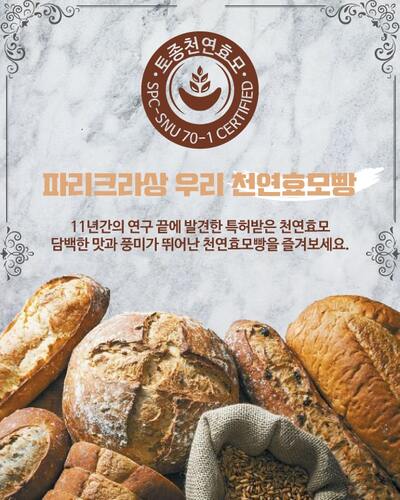 · 토종천연효모 ·
SPC-SNU 70-1 CERTIFIED
파리크라상 우리 천연효모빵
11년간의 연구 끝에 발견한 특허받은 천연효모
담백한 맛과 풍미가 뛰어난 천연효모빵을 즐겨보세요.